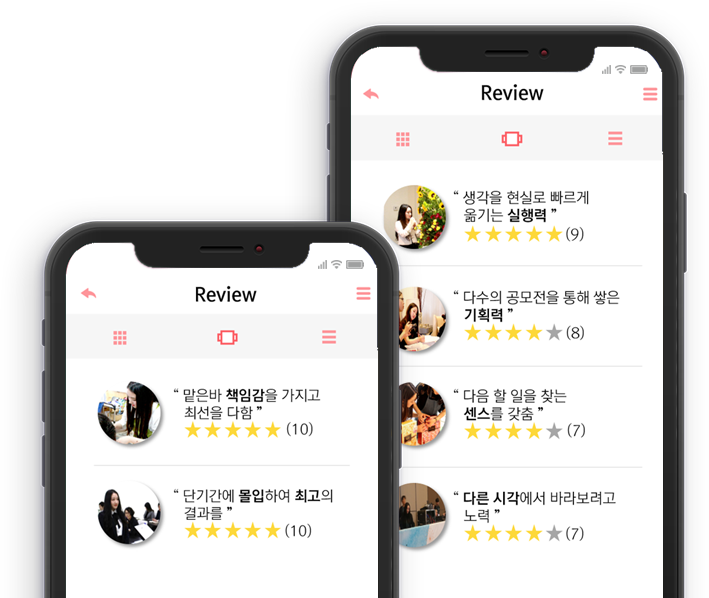 Review
“ 생각을 현실로 빠르게
옮기는 실행력 ”
(9)
“ 다수의 공모전을 통해 쌓은
기획력 ”
(8)
“ 다음 할 일을 찾는
센스를 갖춤 ”
(7)
“ 다른 시각에서 바라보려고
노력 ”
(7)
Review
“ 맡은바 책임감을 가지고
최선을 다함 ”
(10)
“ 단기간에 몰입하여 최고의
결과를 ”
(10)